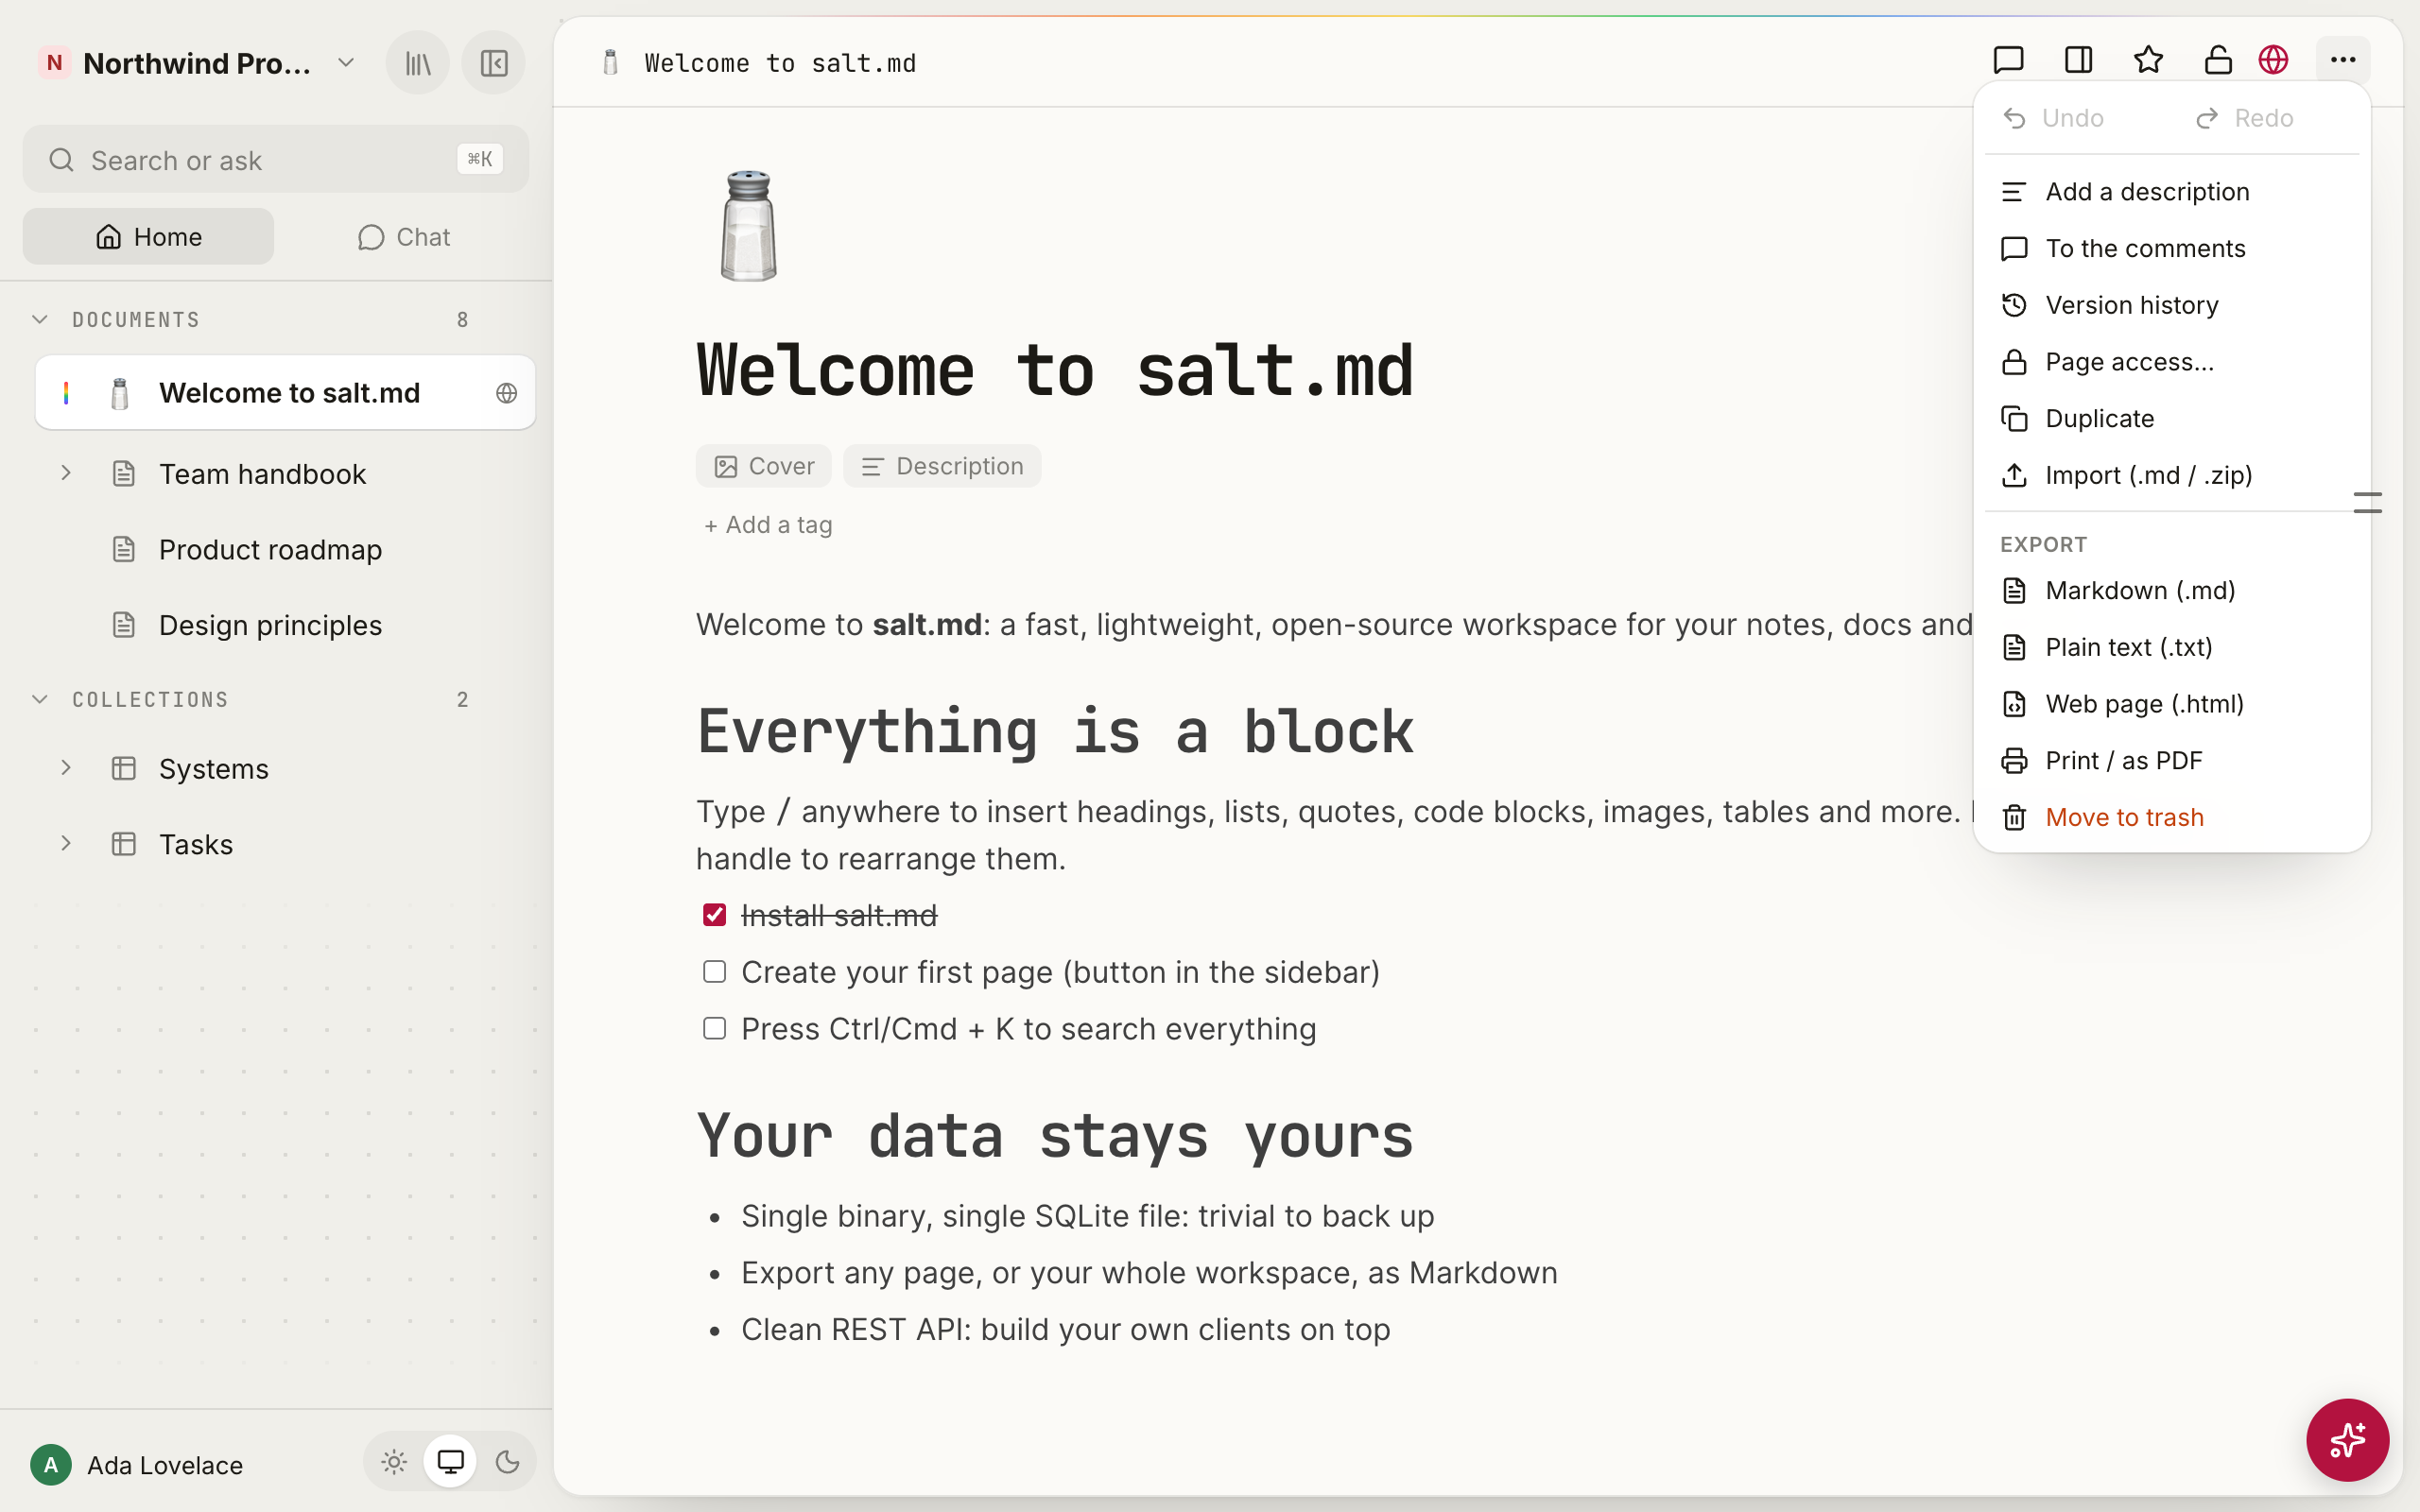 N Northwind Pro...
Search or ask ⌘K
Home Chat
DOCUMENTS 8
Welcome to salt.md
Team handbook
Product roadmap
Design principles
COLLECTIONS 2
Systems
Tasks
A Ada Lovelace
Welcome to salt.md
Welcome to salt.md
Cover Description
+ Add a tag
Welcome to salt.md: a fast, lightweight, open-source workspace for your notes, docs and
Everything is a block
Type / anywhere to insert headings, lists, quotes, code blocks, images, tables and more.
handle to rearrange them.
Install salt.md
Create your first page (button in the sidebar)
Press Ctrl/Cmd + K to search everything
Your data stays yours
• Single binary, single SQLite file: trivial to back up
• Export any page, or your whole workspace, as Markdown
• Clean REST API: build your own clients on top
Undo Redo
Add a description
To the comments
Version history
Page access...
Duplicate
Import (.md / .zip)
EXPORT
Markdown (.md)
Plain text (.txt)
Web page (.html)
Print / as PDF
Move to trash